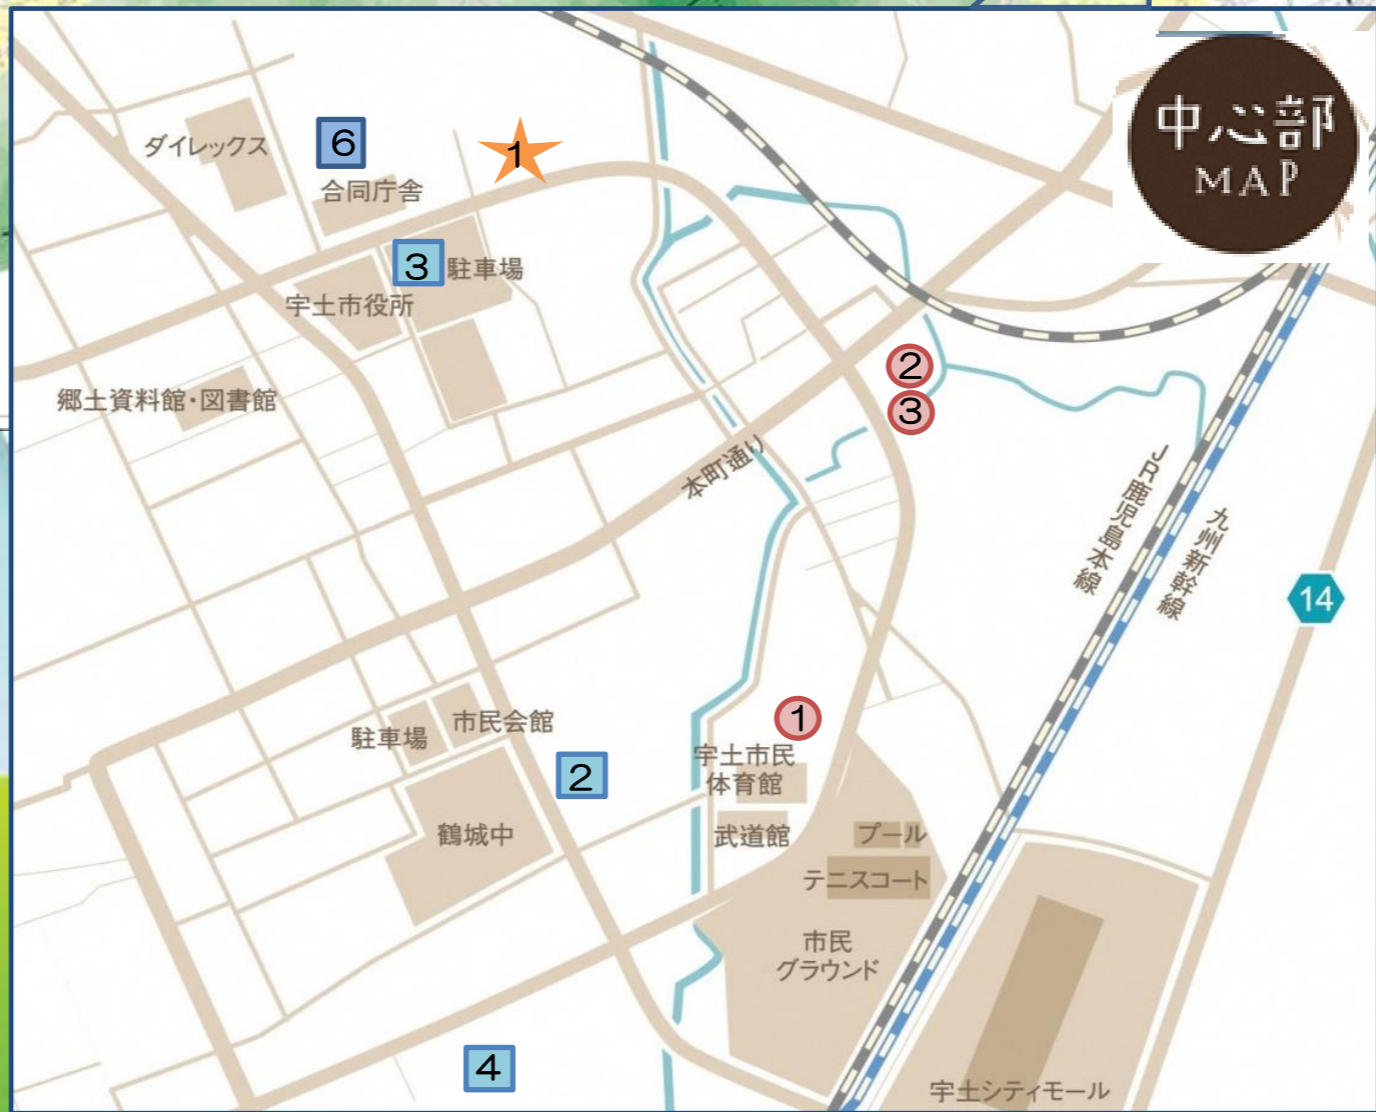 中心部
MAP
ダイレックス
6
1
合同庁舎
3
駐車場
宇土市役所
郷土資料館・図書館
②
③
本町通り
JR鹿児島本線
九州新幹線
14
①
駐車場
市民会館
2
宇土市民
体育館
鶴城中
武道館
プール
テニスコート
市民
グラウンド
4
宇土シティモール